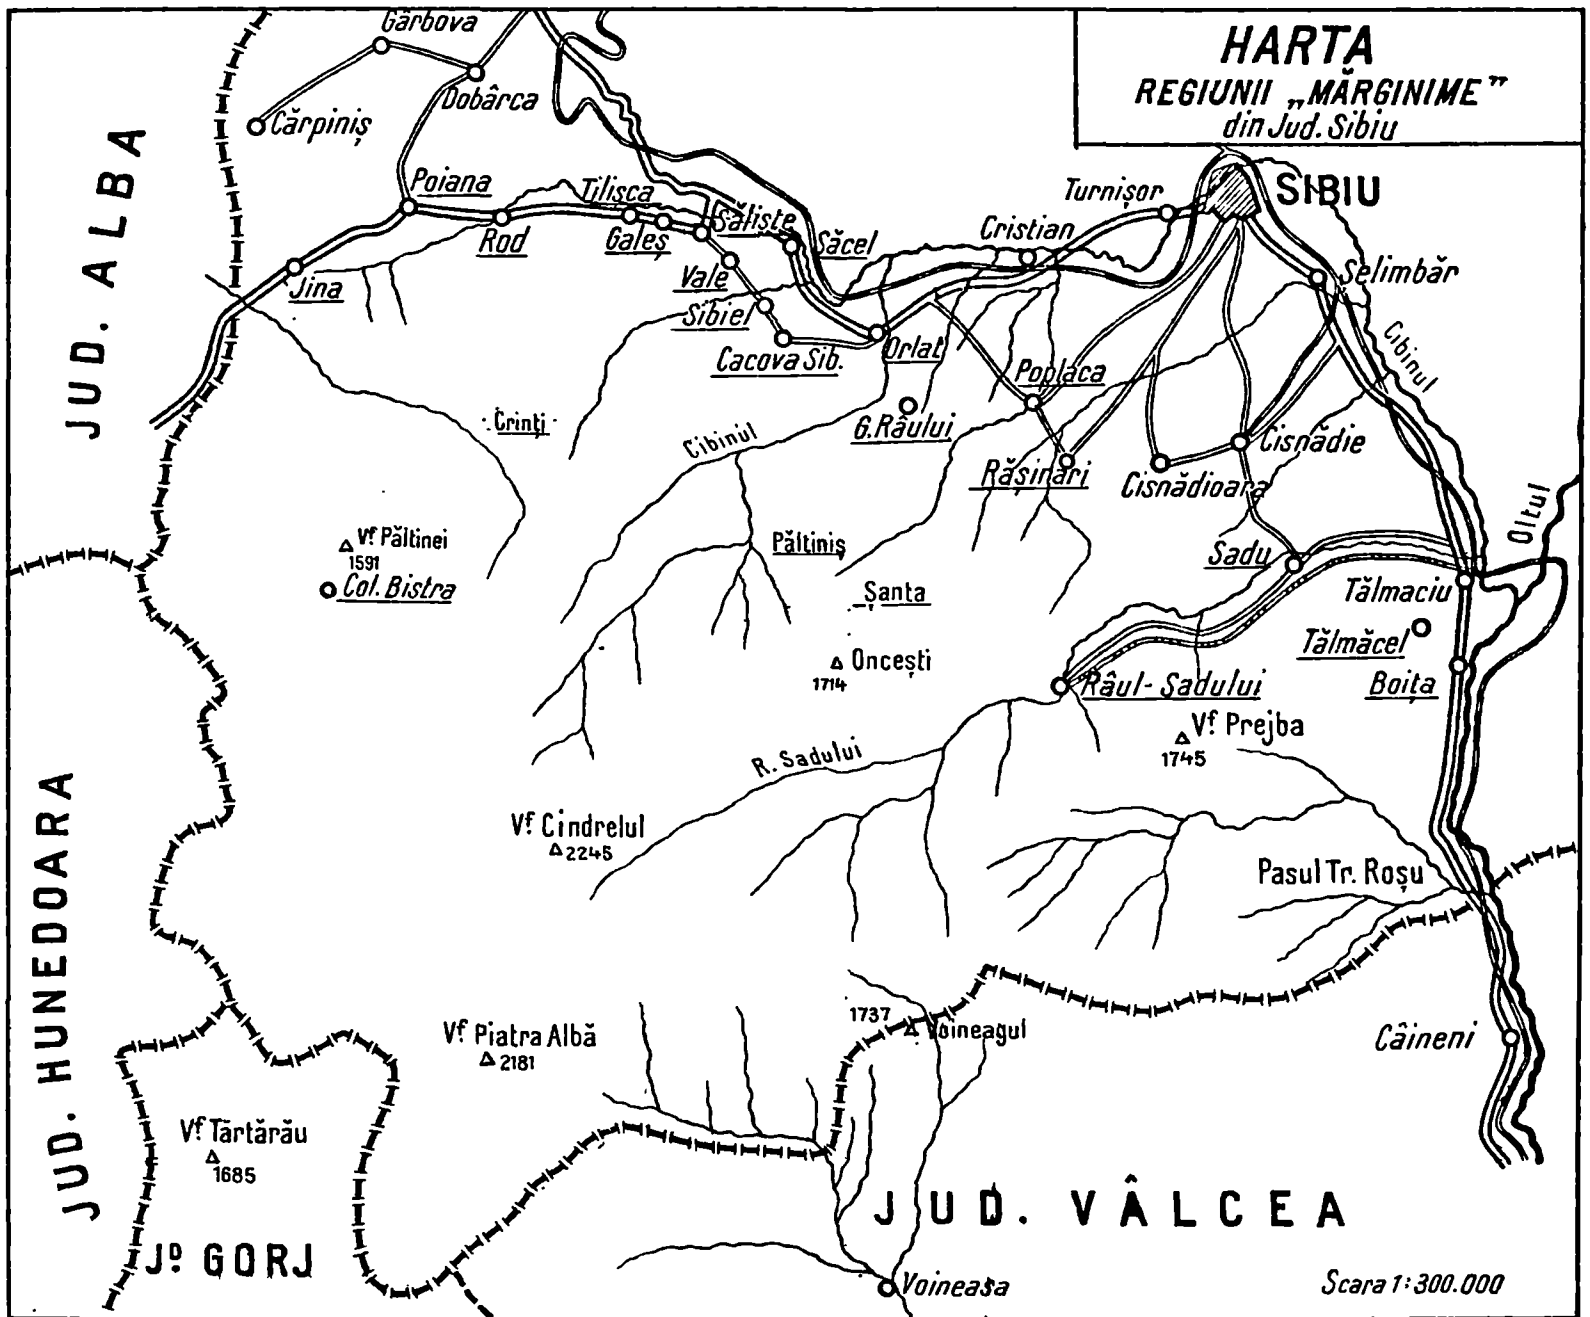 HARTA
REGIUNII „MĂRGINIME”
din Jud. Sibiu
Gârbova
Dobârca
Cărpiniș
JUD. ALBA
Poiana
Tilișca
Turnișor
SIBIU
Rod
Galeș
Săliște
Săcel
Cristian
Șelimbăr
Jina
Vale
Sibiel
Cacova Sib.
Orlat
Poplaca
Cibinul
Crinți
Cibinul
G. Râului
Rășinari
Cisnădioara
Cisnădie
Oltul
Vf. Păltinei
1591
Col. Bistra
Păltiniș
Șanta
Sadu
Tălmaciu
Tălmăcel
Oncești
1714
Râul-Sadului
Boița
Vf. Prejba
1745
R. Sadului
Vf. Cindrelul
2245
Pasul Tr. Roșu
JUD. HUNEDOARA
1737
Voineagul
Vf. Piatra Albă
2181
Câineni
Vf. Tărtărău
1685
JUD. VÂLCEA
JD. GORJ
Voineasa
Scara 1:300.000